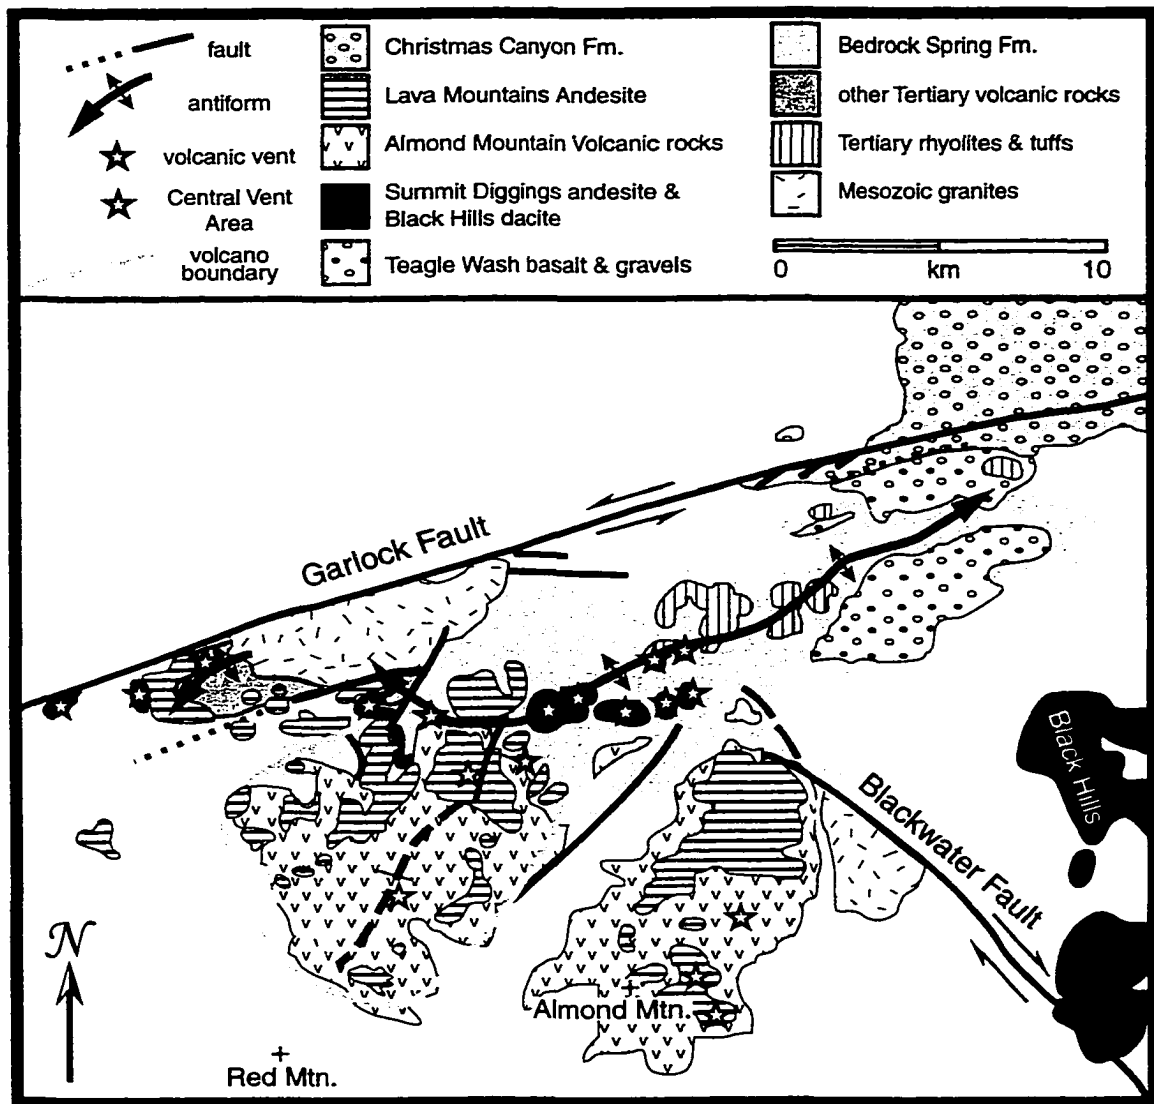 fault
antiform
volcanic vent
Central Vent
Area
volcano
boundary
Christmas Canyon Fm.
Lava Mountains Andesite
Almond Mountain Volcanic rocks
Summit Diggings andesite &
Black Hills dacite
Teagle Wash basalt & gravels
Bedrock Spring Fm.
other Tertiary volcanic rocks
Tertiary rhyolites & tuffs
Mesozoic granites
0 km 10
Garlock Fault
Black Hills
Blackwater Fault
N
Almond Mtn.
Red Mtn.